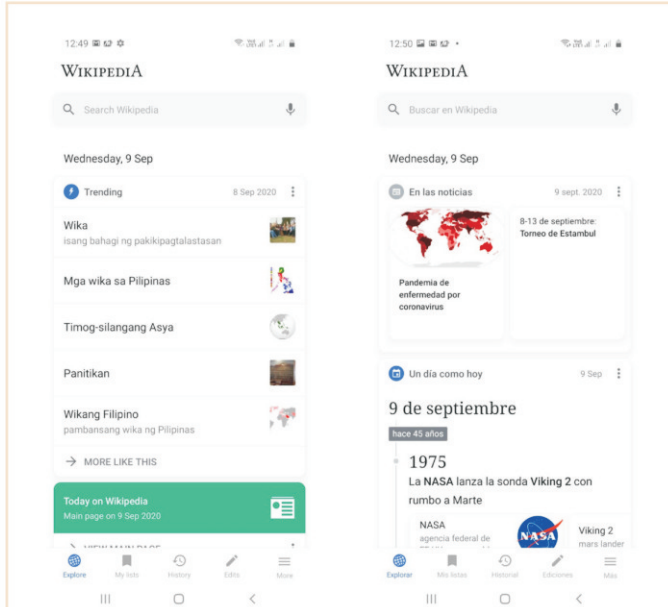 12:49
WIKIPEDIA
Search Wikipedia
Wednesday, 9 Sep
Trending 8 Sep 2020
Wika
isang bahagi ng pakikipagtalastasan
Mga wika sa Pilipinas
Timog-silangang Asya
Panitikan
Wikang Filipino
pambansang wika ng Pilipinas
→ MORE LIKE THIS
Today on Wikipedia
Main page on 9 Sep 2020
→ VIEW MAIN PAGE
Explore My lists History Edits More
12:50
WIKIPEDIA
Buscar en Wikipedia
Wednesday, 9 Sep
En las noticias 9 sept. 2020
Pandemia de
enfermedad por
coronavirus
8-13 de septiembre:
Torneo de Estambul
Un día como hoy 9 Sep
9 de septiembre
hace 45 años
1975
La NASA lanza la sonda Viking 2 con
rumbo a Marte
NASA
agencia federal de
NASA
Viking 2
mars lander
Explorar Mis listas Historial Ediciones Más